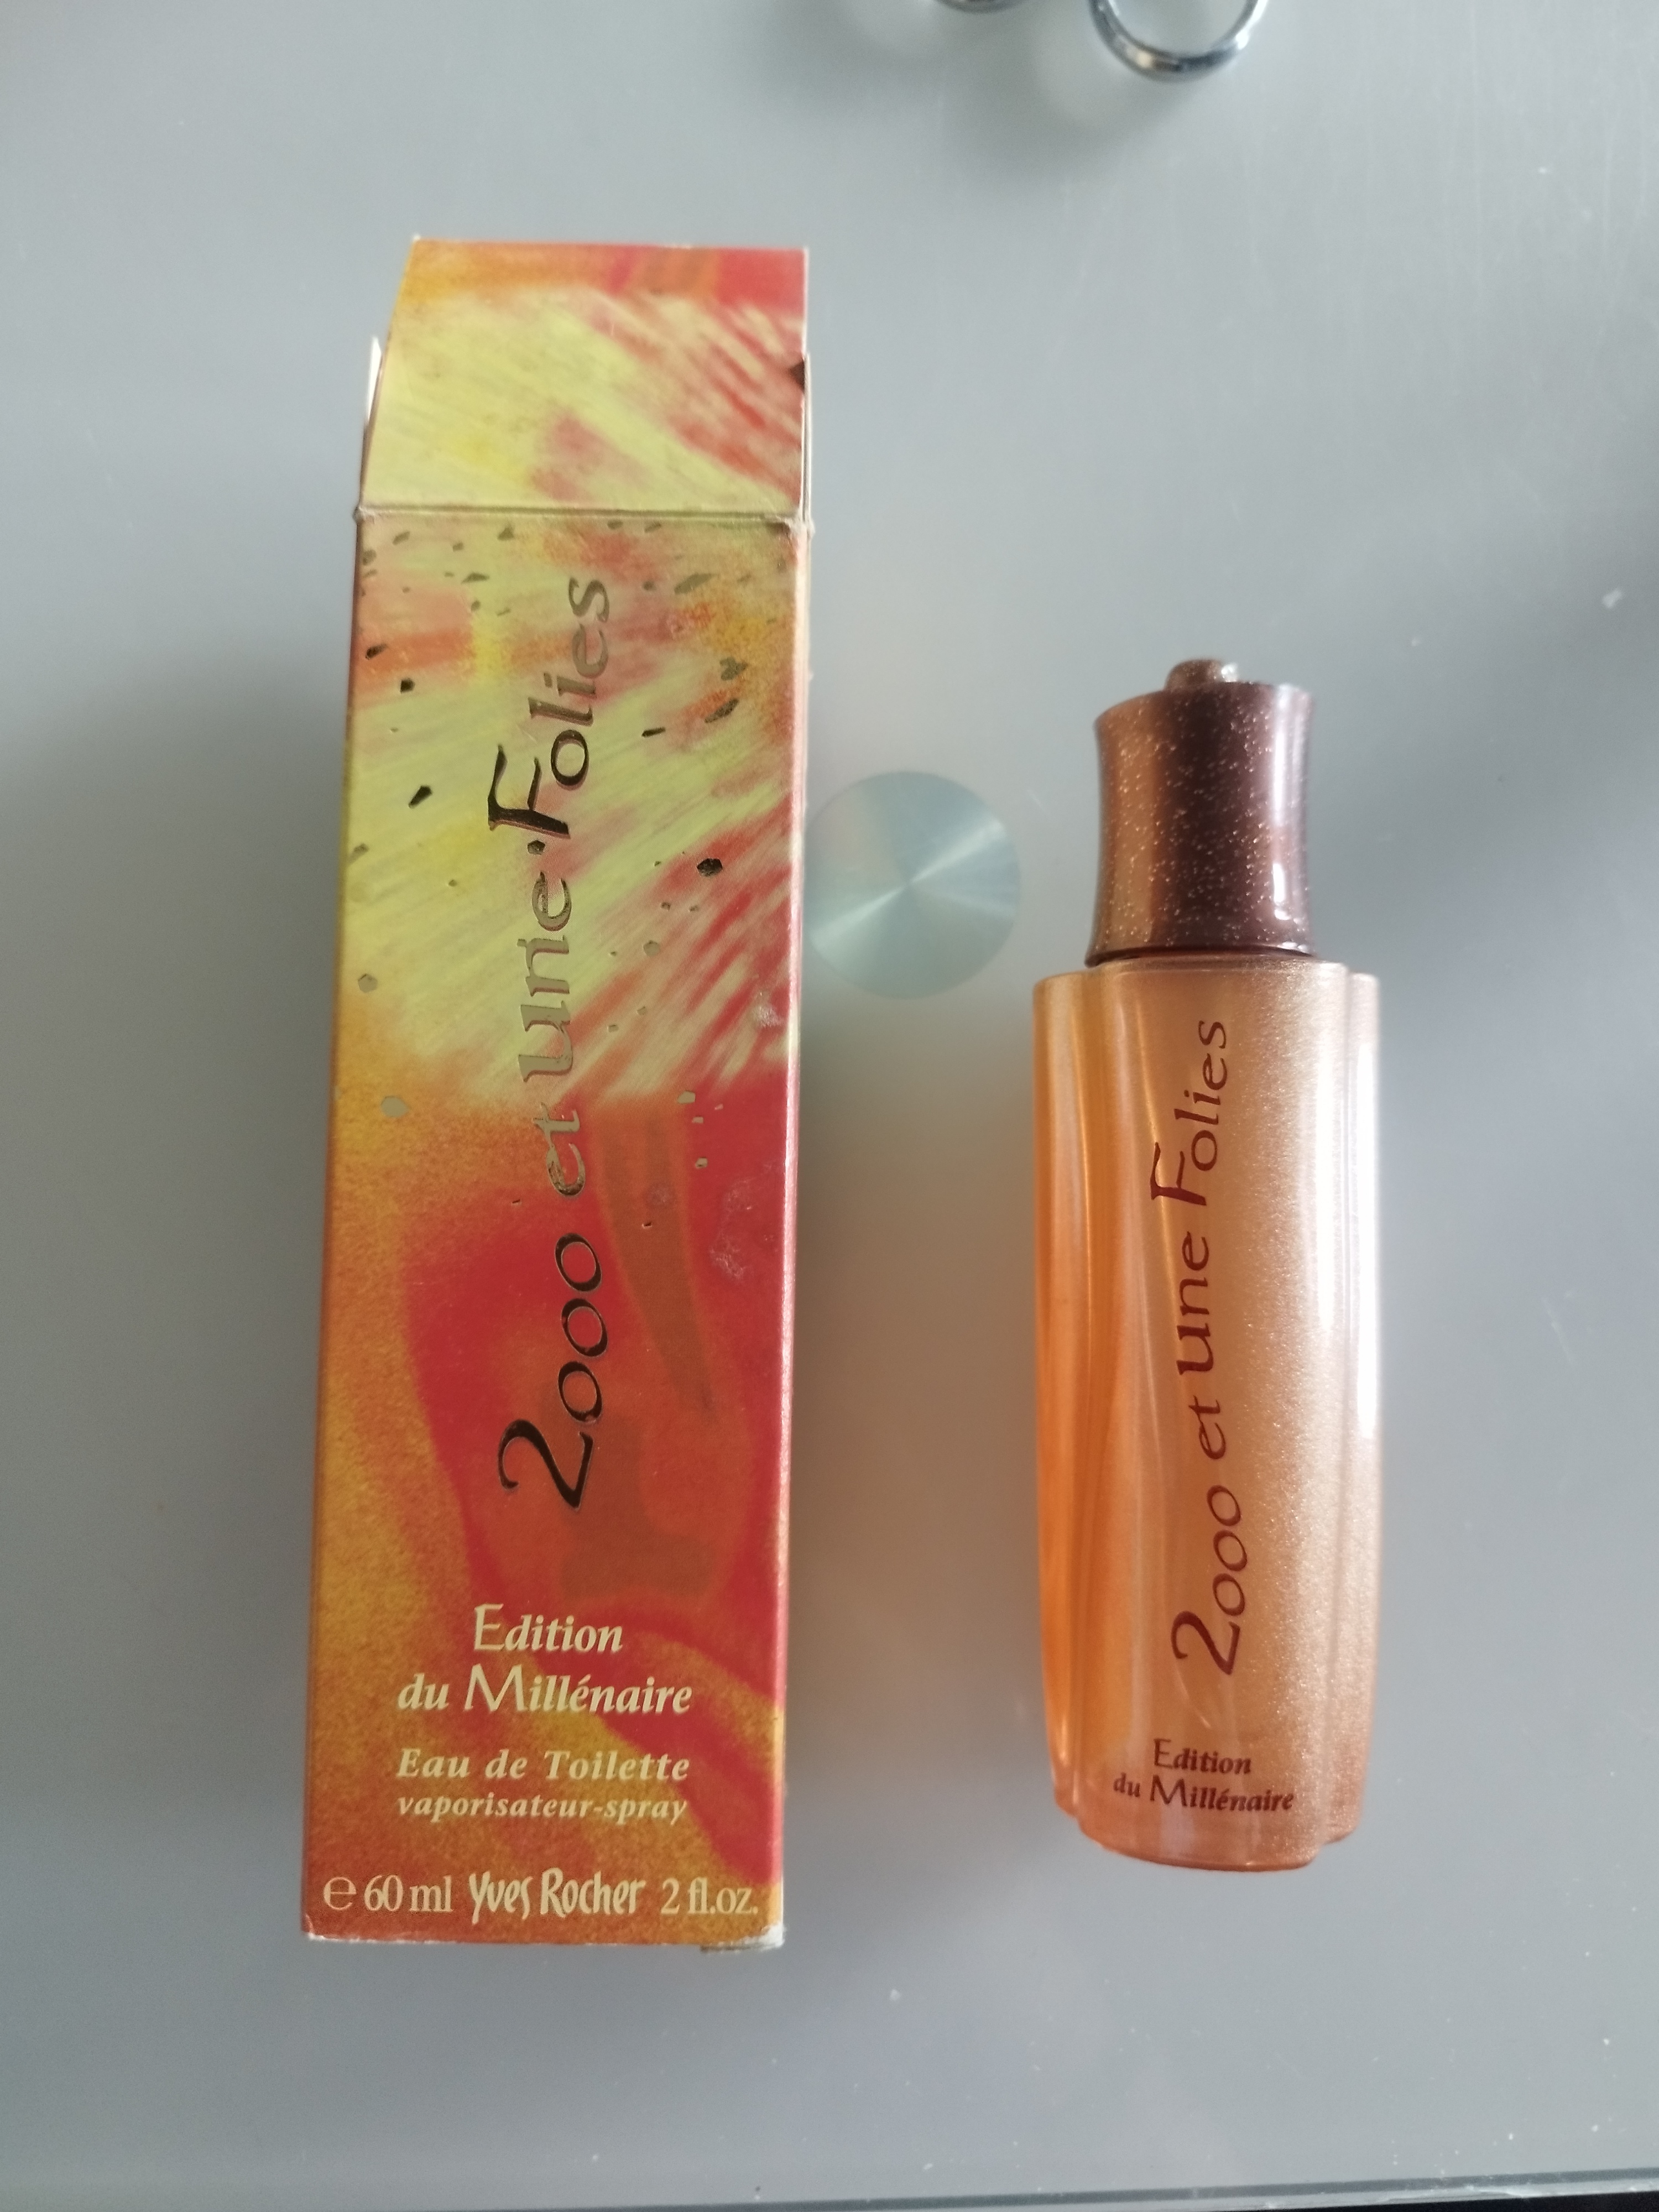 2000 et une Folies
Edition
du Millénaire
Eau de Toilette
vaporisateur-spray
℮ 60 ml Yves Rocher 2 fl.oz.
2000 et une Folies
Edition
du Millénaire